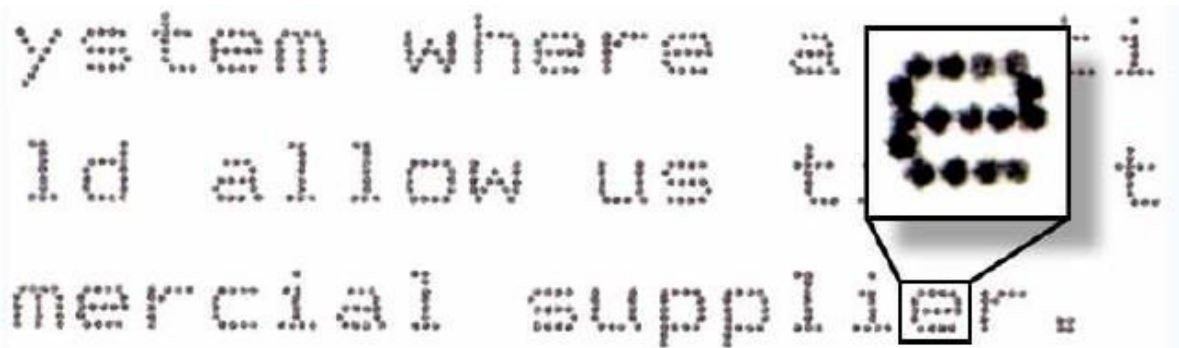 ystem where a
ld allow us t t
mercial supplier.
e